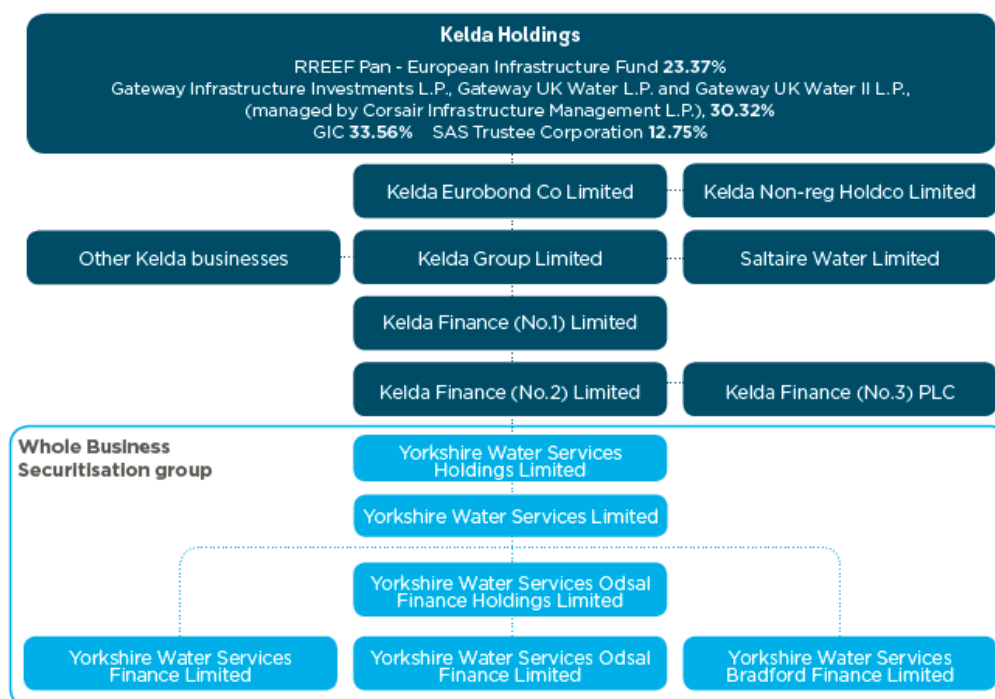 Kelda Holdings
RREEF Pan - European Infrastructure Fund 23.37%
Gateway Infrastructure Investments L.P., Gateway UK Water L.P. and Gateway UK Water II L.P.,
(managed by Corsair Infrastructure Management L.P.), 30.32%
GIC 33.56% SAS Trustee Corporation 12.75%
Kelda Eurobond Co Limited
Kelda Non-reg Holdco Limited
Other Kelda businesses
Kelda Group Limited
Saltaire Water Limited
Kelda Finance (No.1) Limited
Kelda Finance (No.2) Limited
Kelda Finance (No.3) PLC
Whole Business
Securitisation group
Yorkshire Water Services
Holdings Limited
Yorkshire Water Services Limited
Yorkshire Water Services Odsal
Finance Holdings Limited
Yorkshire Water Services
Finance Limited
Yorkshire Water Services Odsal
Finance Limited
Yorkshire Water Services
Bradford Finance Limited